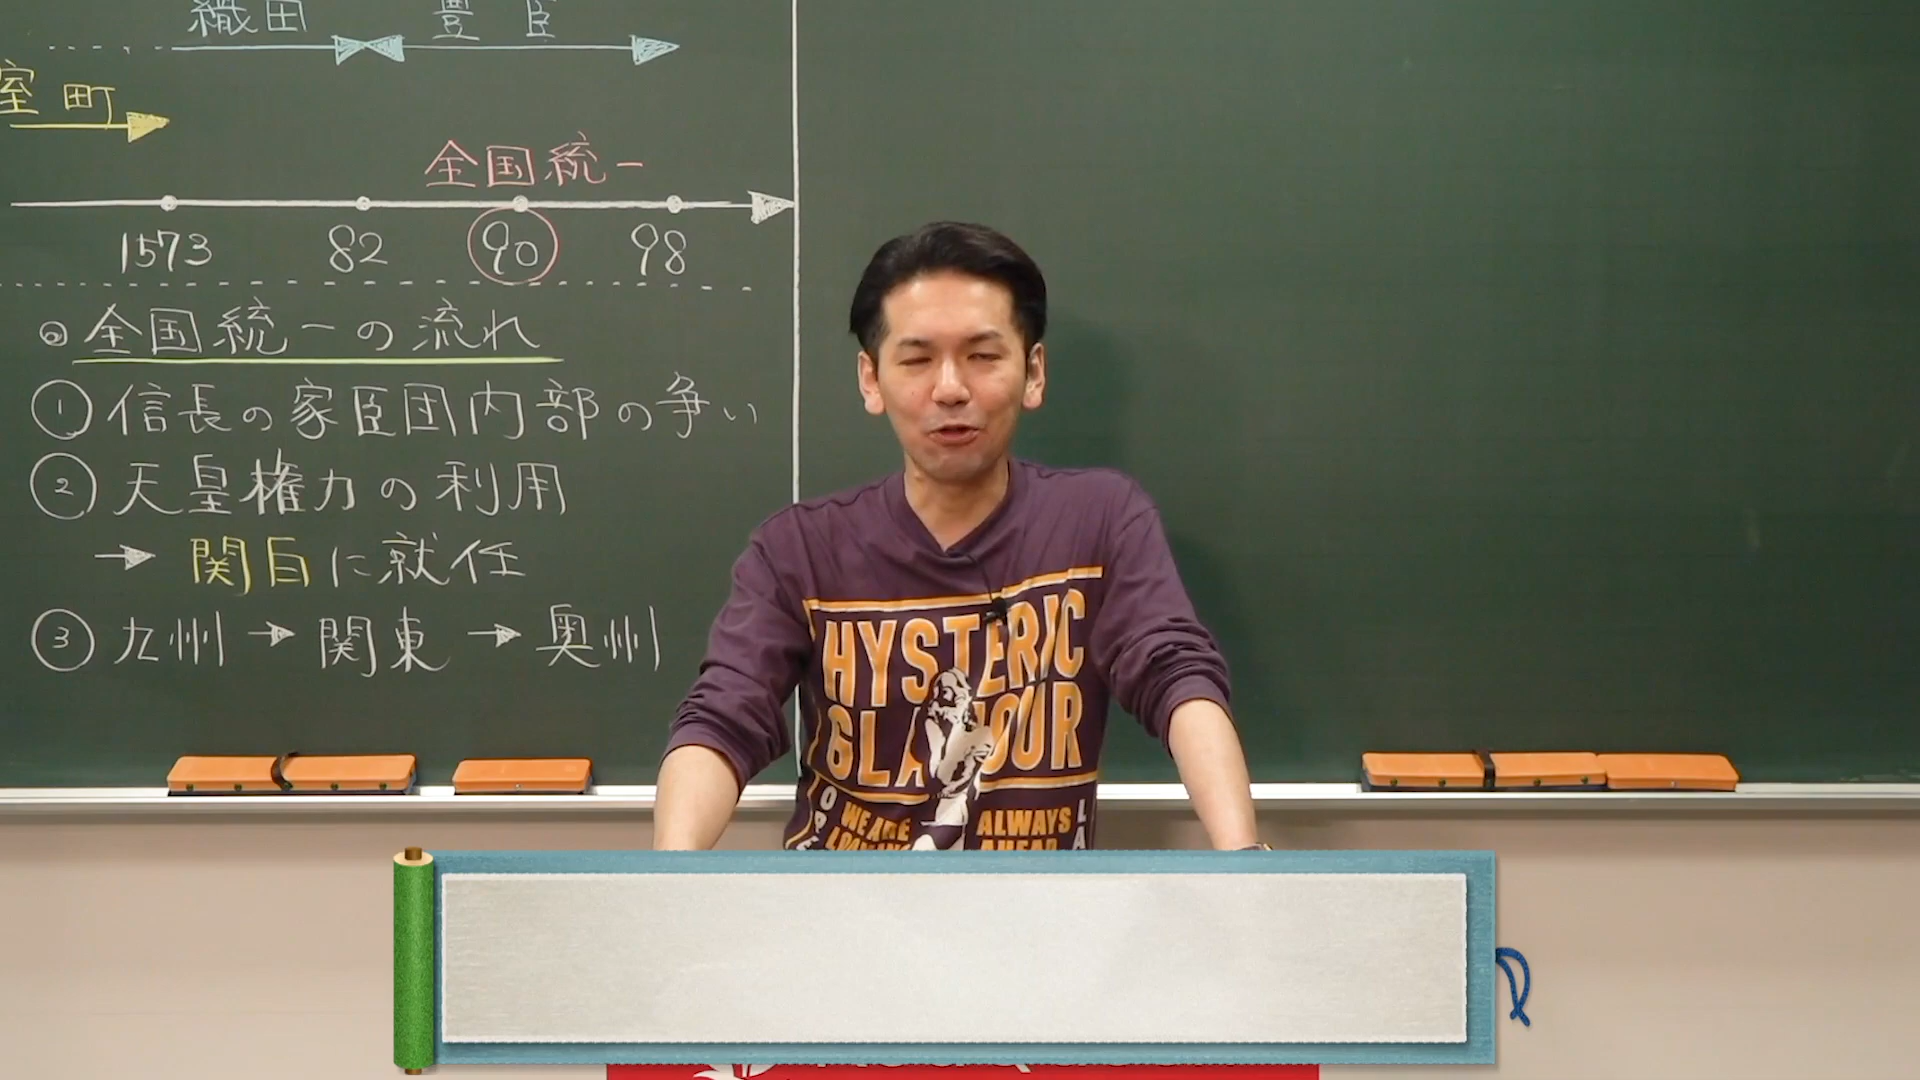 織田 豊臣
室町
全国統一
1573 82 90 98
◎全国統一の流れ
① 信長の家臣団内部の争い
② 天皇権力の利用
→ 関白に就任
③ 九州 → 関東 → 奥州
HYSTERIC
GLAMOUR
WE ARE ALWAYS